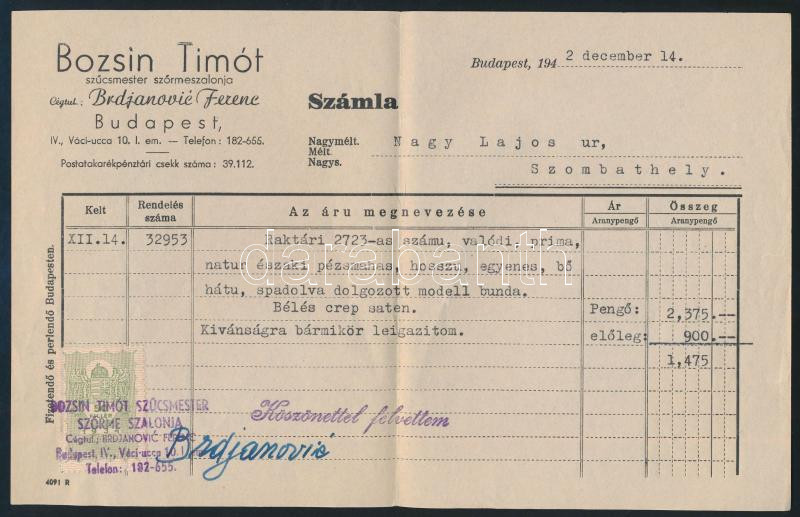 Bozsin Timót
szűcsmester szőrmeszalonja
Cégtul.: Brdjanović Ferenc
Budapest,
IV., Váci-ucca 10. I. em. — Telefon: 182-655.
Postatakarékpénztári csekk száma: 39.112.
Budapest, 194 2 december 14.
Számla
Nagymélt.
Mélt.
Nagys.
Nagy Lajos ur,
Szombathely.
Kelt
Rendelés száma
Az áru megnevezése
Ár
Aranypengő
Összeg
Aranypengő
XII.14. 32953 Raktári 2723-as számu, valódi, prima,
natur északi pézsmahas, hosszu, egyenes, bő
hátu, spadolva dolgozott modell bunda.
Bélés crep saten. Pengő: 2,375.--
Kivánságra bármikör leigazitom. előleg: 900.--
1,475
darabanth
Fizetendő és perlendő Budapesten.
BOZSIN TIMÓT SZŰCSMESTER
SZŐRME SZALONJA
Cégtul.: BRDJANOVIĆ FERENC
Budapest, IV., Váci-ucca 10. I.
Telefon: 182-655.
Köszönettel felvettem
Brdjanović
4091 R